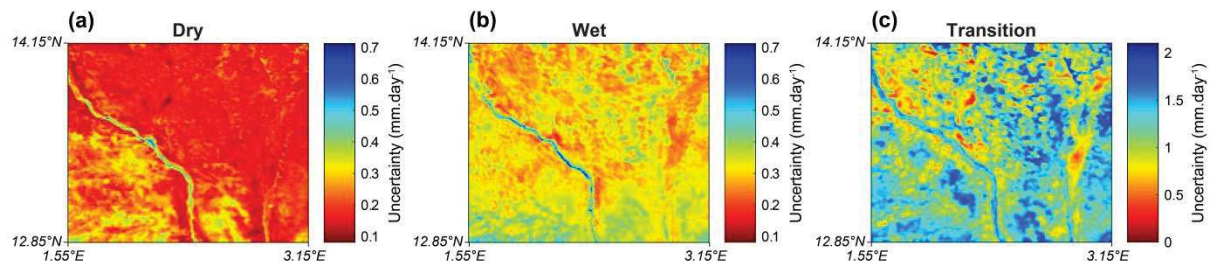 (a) Dry
14.15°N
12.85°N
1.55°E 3.15°E
0.7
0.6
0.5
0.4
0.3
0.2
0.1
Uncertainty (mm.day⁻¹)
(b) Wet
14.15°N
12.85°N
1.55°E 3.15°E
0.7
0.6
0.5
0.4
0.3
0.2
0.1
Uncertainty (mm.day⁻¹)
(c) Transition
14.15°N
12.85°N
1.55°E 3.15°E
2
1.5
1
0.5
0
Uncertainty (mm.day⁻¹)